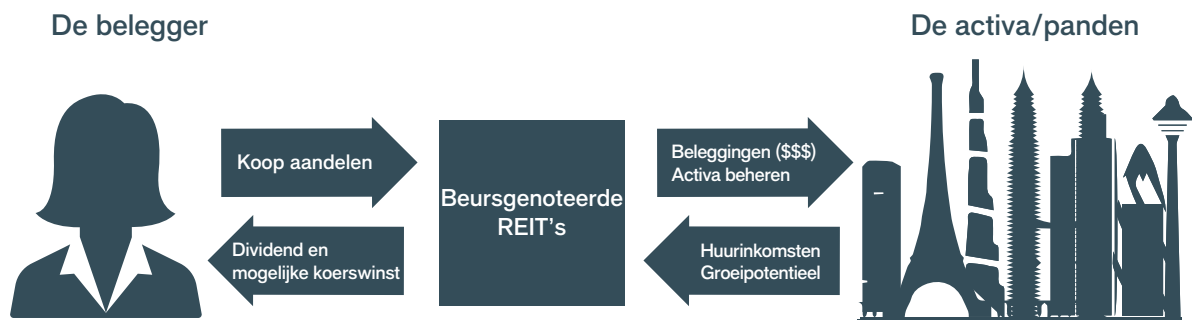 De belegger
De activa/panden
Koop aandelen
Beleggingen ($$$)
Activa beheren
Beursgenoteerde
REIT's
Dividend en
mogelijke koerswinst
Huurinkomsten
Groeipotentieel